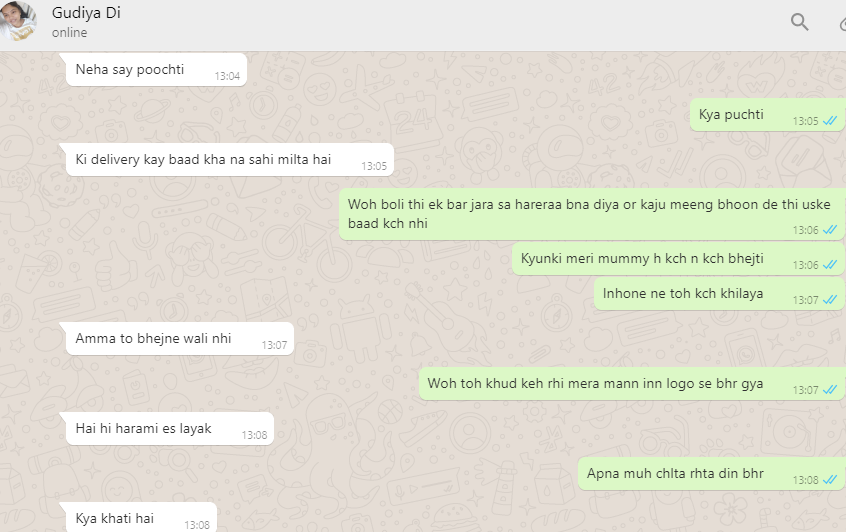 Gudiya Di
online
Neha say poochti
13:04
Kya puchti
13:05
Ki delivery kay baad kha na sahi milta hai
13:05
Woh boli thi ek bar jara sa hareraa bna diya or kaju meeng bhoon de thi uske
baad kch nhi
13:06
Kyunki meri mummy h kch n kch bhejti
13:06
Inhone ne toh kch khilaya
13:07
Amma to bhejne wali nhi
13:07
Woh toh khud keh rhi mera mann inn logo se bhr gya
13:07
Hai hi harami es layak
13:08
Apna muh chlta rhta din bhr
13:08
Kya khati hai
13:08